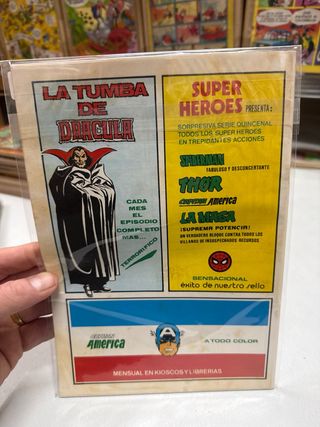 LA TUMBA
DE
DRACULA
CADA
MES EL
EPISODIO
COMPLETO
MAS...
TERRORIFICO
SUPER
HEROES PRESENTA:
SORPRESIVA SERIE QUINCENAL
TODOS LOS SUPER HEROES
EN TREPIDANTES ACCIONES
SPIDERMAN
FABULOSO Y DESCONCERTANTE
THOR
CAPITAN AMERICA
LA MASA
¡SUPREMA POTENCIA!
UN VERDADERO BLOQUE CONTRA TODOS LOS
VILLANOS DE INSOSPECHADOS RECURSOS
SENSACIONAL
éxito de nuestro sello
CAPITAN
America
A
A TODO COLOR
MENSUAL EN KIOSCOS Y LIBRERIAS